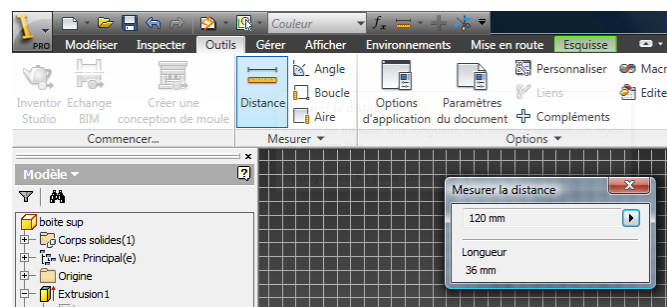 Couleur
fx
PRO Modéliser Inspecter Outils Gérer Afficher Environnements Mise en route Esquisse
Inventor Studio
Echange BIM
Créer une conception de moule
Distance
Angle
Boucle
Aire
Options d'application
Paramètres du document
Personnaliser
Liens
Compléments
Macr
Edite
Commencer... Mesurer Options
Modèle
Mesurer la distance
120 mm
Longueur
36 mm
boite sup
Corps solides(1)
Vue: Principal(e)
Origine
Extrusion1